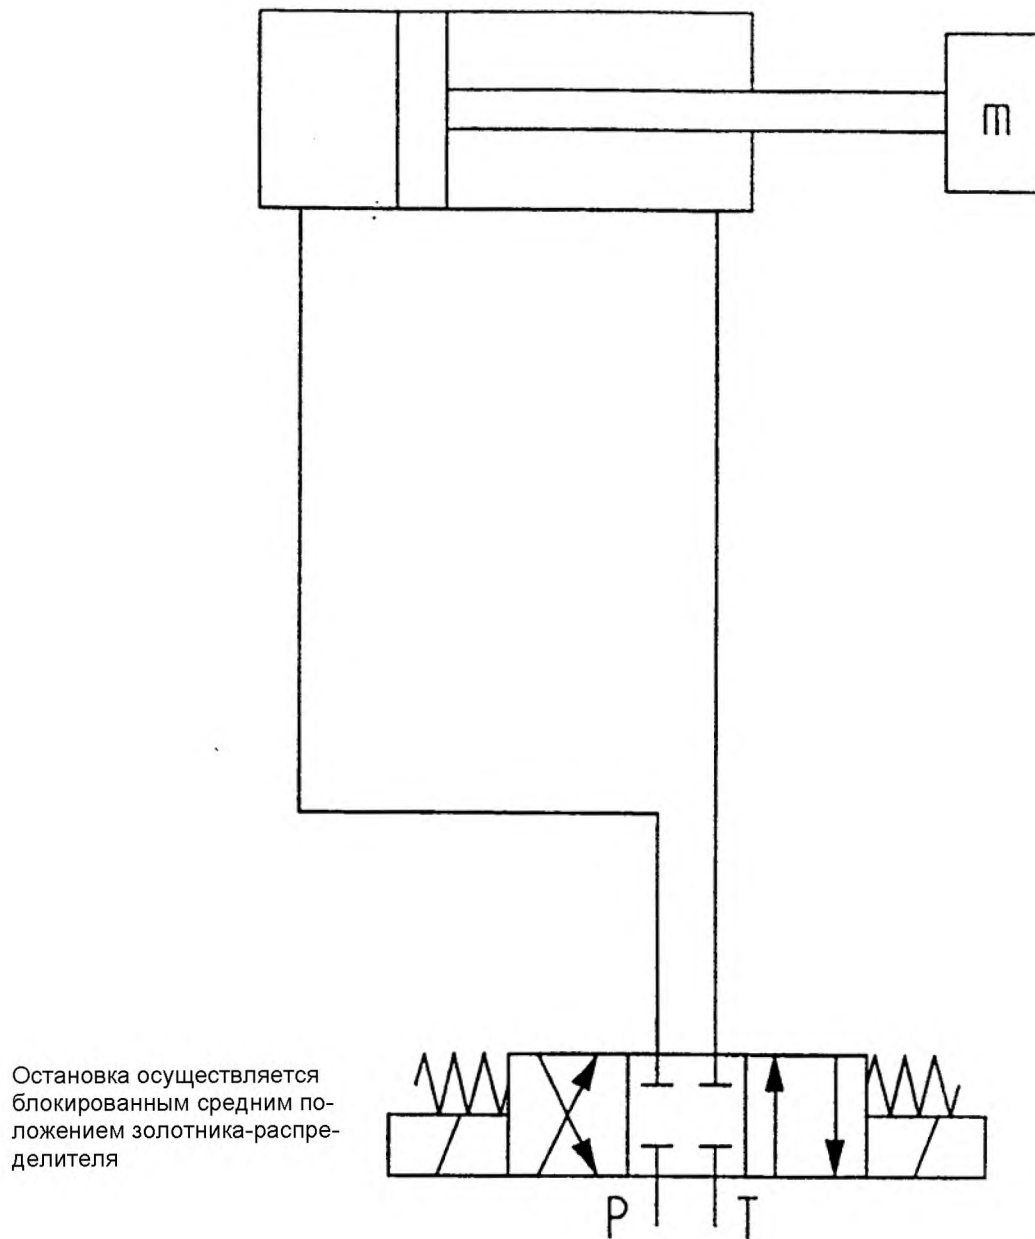 m
Остановка осуществляется
блокированным средним по-
ложением золотника-распре-
делителя
P T